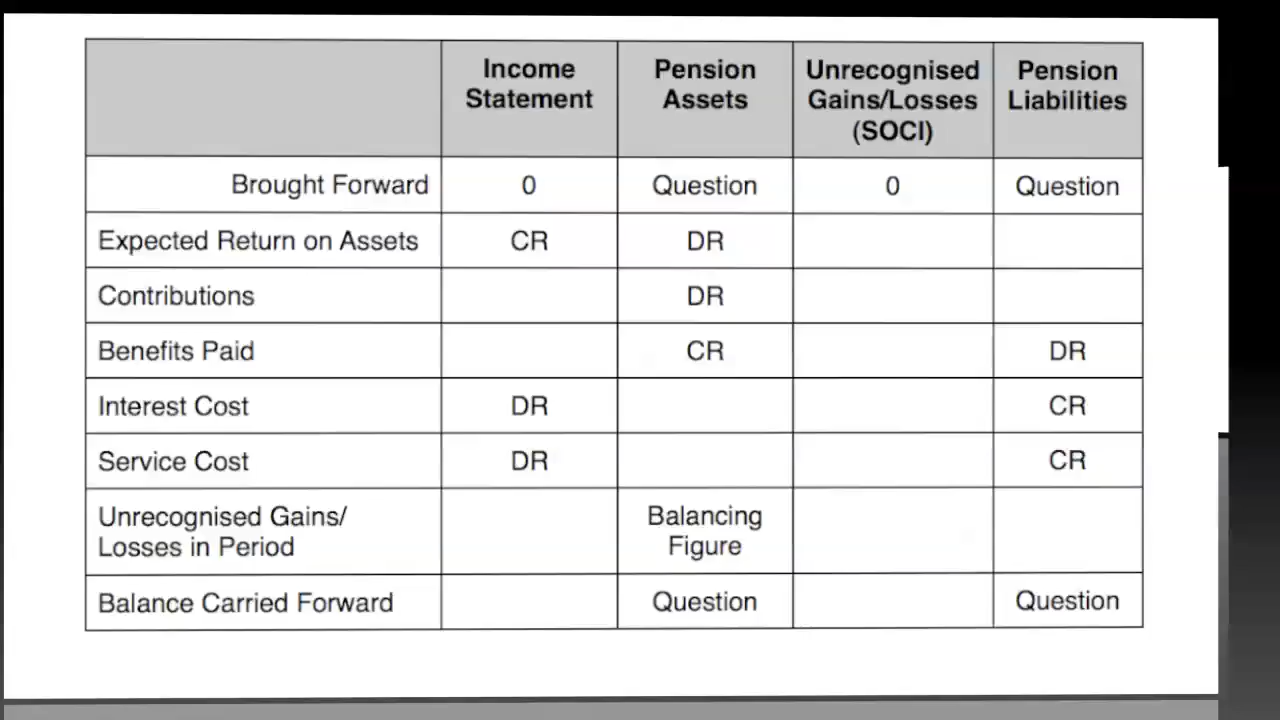 Income Statement
Pension Assets
Unrecognised Gains/Losses (SOCI)
Pension Liabilities
Brought Forward 0 Question 0 Question
Expected Return on Assets CR DR
Contributions DR
Benefits Paid CR DR
Interest Cost DR CR
Service Cost DR CR
Unrecognised Gains/
Losses in Period
Balancing
Figure
Balance Carried Forward Question Question